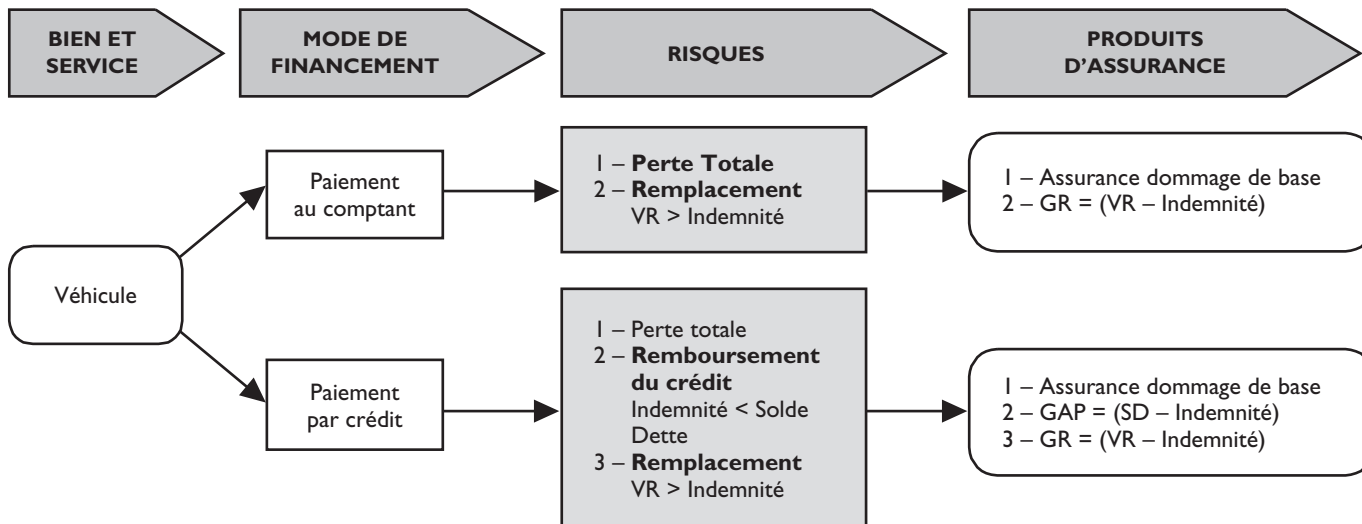 BIEN ET
SERVICE
MODE DE
FINANCEMENT
RISQUES
PRODUITS
D'ASSURANCE
Véhicule
Paiement
au comptant
1 – Perte Totale
2 – Remplacement
VR > Indemnité
1 – Assurance dommage de base
2 – GR = (VR – Indemnité)
Paiement
par crédit
1 – Perte totale
2 – Remboursement
du crédit
Indemnité < Solde
Dette
3 – Remplacement
VR > Indemnité
1 – Assurance dommage de base
2 – GAP = (SD – Indemnité)
3 – GR = (VR – Indemnité)